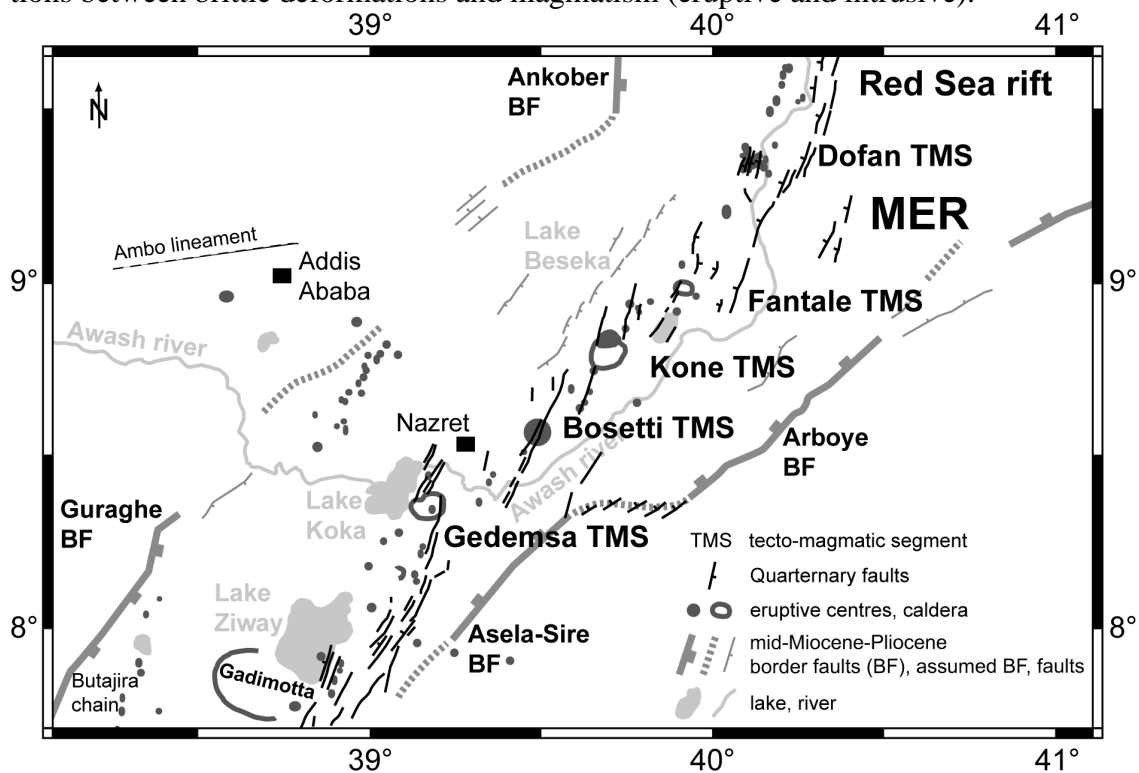 tions between brittle deformations and magmatism (eruptive and intrusive).
39°
40°
41°
N
Ankober
BF
Red Sea rift
Dofan TMS
MER
Lake
Beseka
Ambo lineament
Addis
Ababa
9°
9°
Fantale TMS
Awash river
Kone TMS
Nazret
Bosetti TMS
Arboye
BF
Awash river
Guraghe
BF
Lake
Koka
Gedemsa TMS
TMS tecto-magmatic segment
Quarternary faults
eruptive centres, caldera
mid-Miocene-Pliocene
border faults (BF), assumed BF, faults
lake, river
Lake
Ziway
8°
8°
Asela-Sire
BF
Gadimotta
Butajira
chain
39°
40°
41°